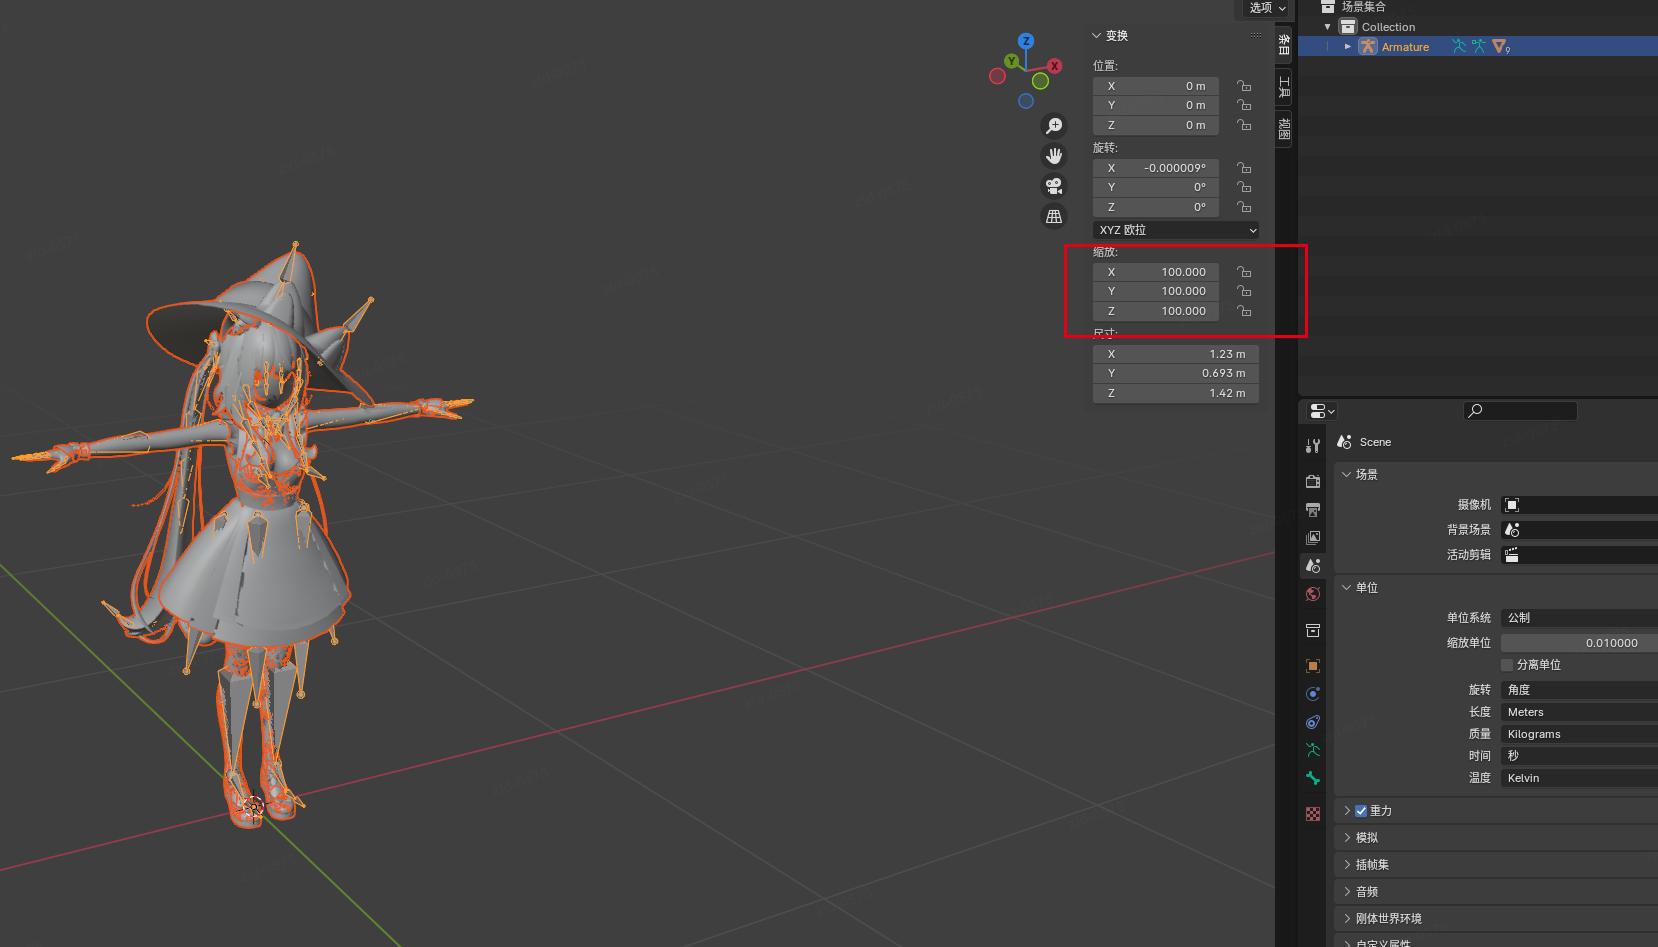 选项
变换
位置:
X 0 m
Y 0 m
Z 0 m
旋转:
X -0.000009°
Y 0°
Z 0°
XYZ 欧拉
缩放:
X 100.000
Y 100.000
Z 100.000
尺寸:
X 1.23 m
Y 0.693 m
Z 1.42 m
条目
工具
视图
Z
Y
X
场景集合
Collection
Armature
9
Scene
场景
摄像机
背景场景
活动剪辑
单位
单位系统 公制
缩放单位 0.010000
分离单位
旋转 角度
长度 Meters
质量 Kilograms
时间 秒
温度 Kelvin
重力
模拟
插帧集
音频
刚体世界环境
自定义属性